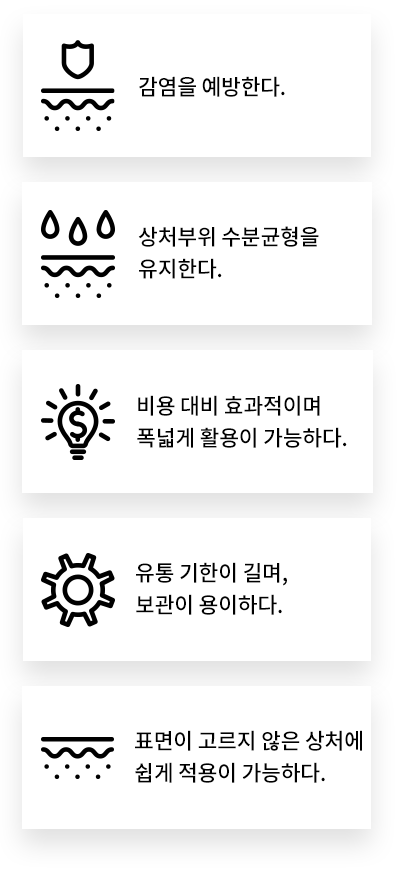 감염을 예방한다.
상처부위 수분균형을
유지한다.
비용 대비 효과적이며
폭넓게 활용이 가능하다.
유통 기한이 길며,
보관이 용이하다.
표면이 고르지 않은 상처에
쉽게 적용이 가능하다.